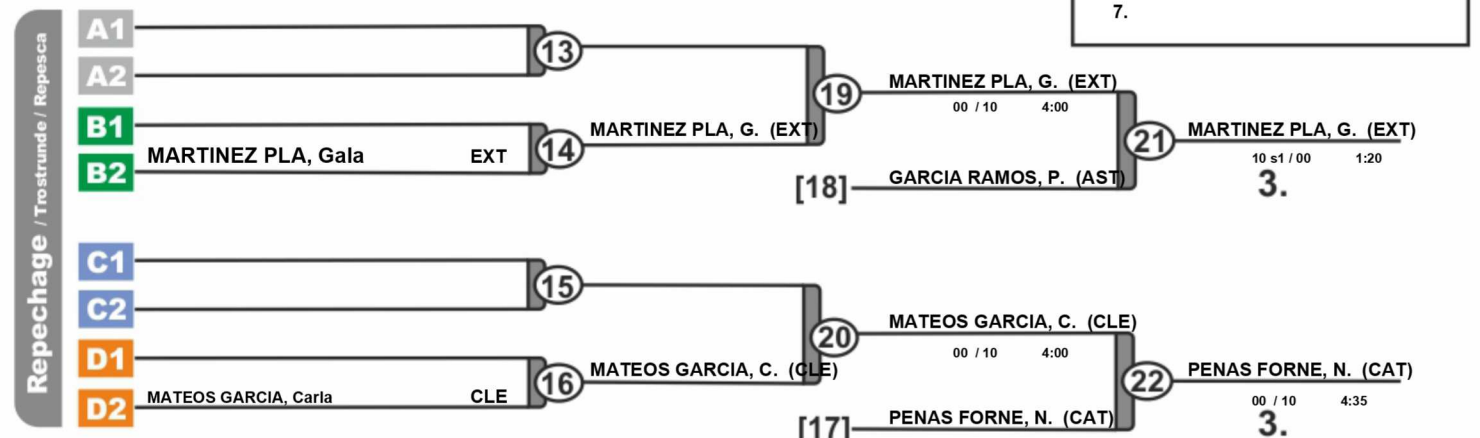 7.
Repechage / Trostrunde / Repesca
A1
A2
B1
B2
MARTINEZ PLA, Gala EXT
13
14
MARTINEZ PLA, G. (EXT)
19
MARTINEZ PLA, G. (EXT)
00 / 10 4:00
[18]
GARCIA RAMOS, P. (AST)
21
MARTINEZ PLA, G. (EXT)
10 s1 / 00 1:20
3.
C1
C2
D1
D2
MATEOS GARCIA, Carla CLE
15
16
MATEOS GARCIA, C. (CLE)
20
MATEOS GARCIA, C. (CLE)
00 / 10 4:00
[17]
PENAS FORNE, N. (CAT)
22
PENAS FORNE, N. (CAT)
00 / 10 4:35
3.